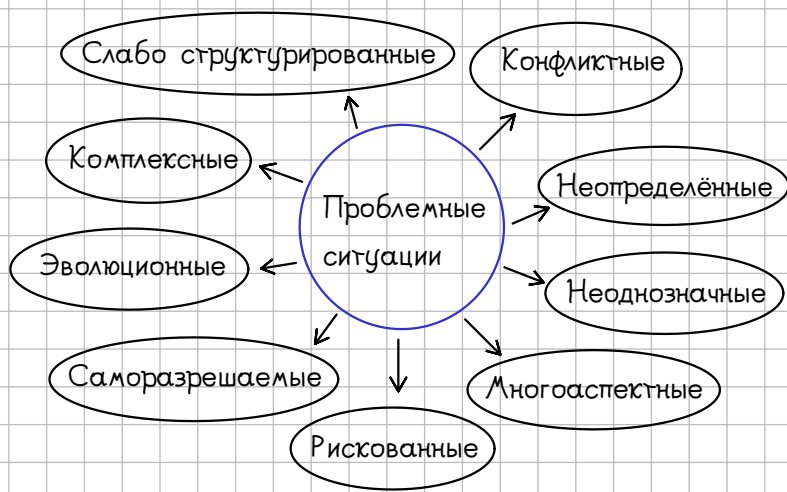 Слабо структурированные
Конфликтные
Комплексные
Неопределённые
Проблемные
ситуации
Эволюционные
Неоднозначные
Саморазрешаемые
Многоаспектные
Рискованные